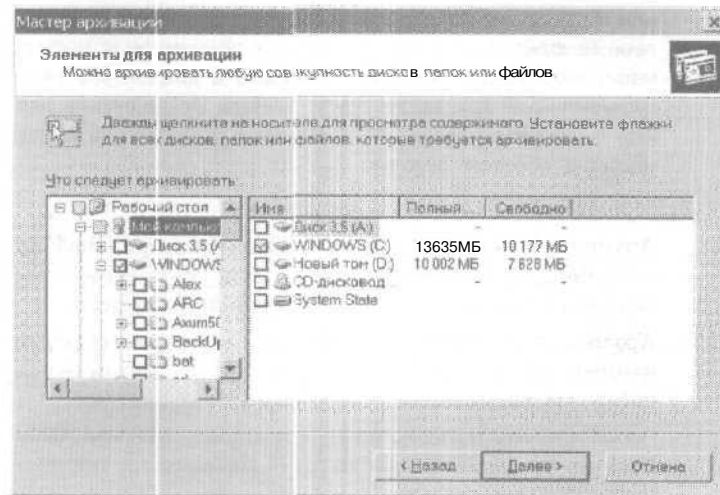 Мастер архивации
Элементы для архивации
Можно архивировать любую совокупность дисков папок или файлов
Дважды щелкните на носителе для просмотра содержимого. Установите флажки
для всех дисков, папок или файлов, которые требуется архивировать.
Что следует архивировать
Рабочий стол
Мой компью
Диск 3,5 (А
WINDOWS
Alex
ARC
Axum5
BackUp
bat
Имя Полный... Свободно
Диск 3,5 (A:) - -
WINDOWS (C:) 13635МБ 10 177 МБ
Новый том (D:) 10 002 МБ 7 628 МБ
CD-дисковод - -
System State
< Назад Далее > Отмена